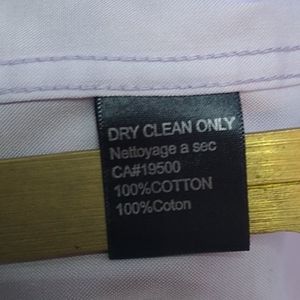 DRY CLEAN ONLY
Nettoyage a sec
CA#19500
100%COTTON
100%Coton